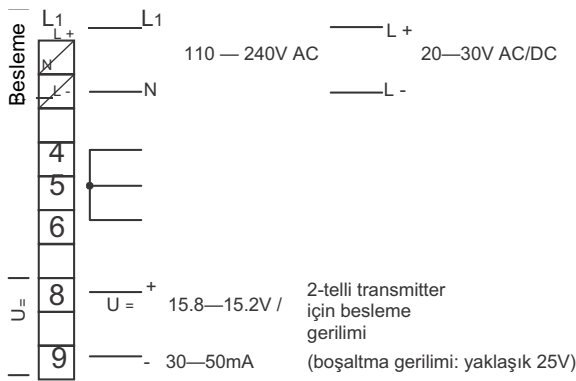 Besleme
L1
L +
N
L -
L1
110 — 240V AC
L +
20—30V AC/DC
N
L -
4
5
6
U=
8
9
U =
+
15.8—15.2V /
2-telli transmitter
için besleme
gerilimi
-
30—50mA
(boşaltma gerilimi: yaklaşık 25V)